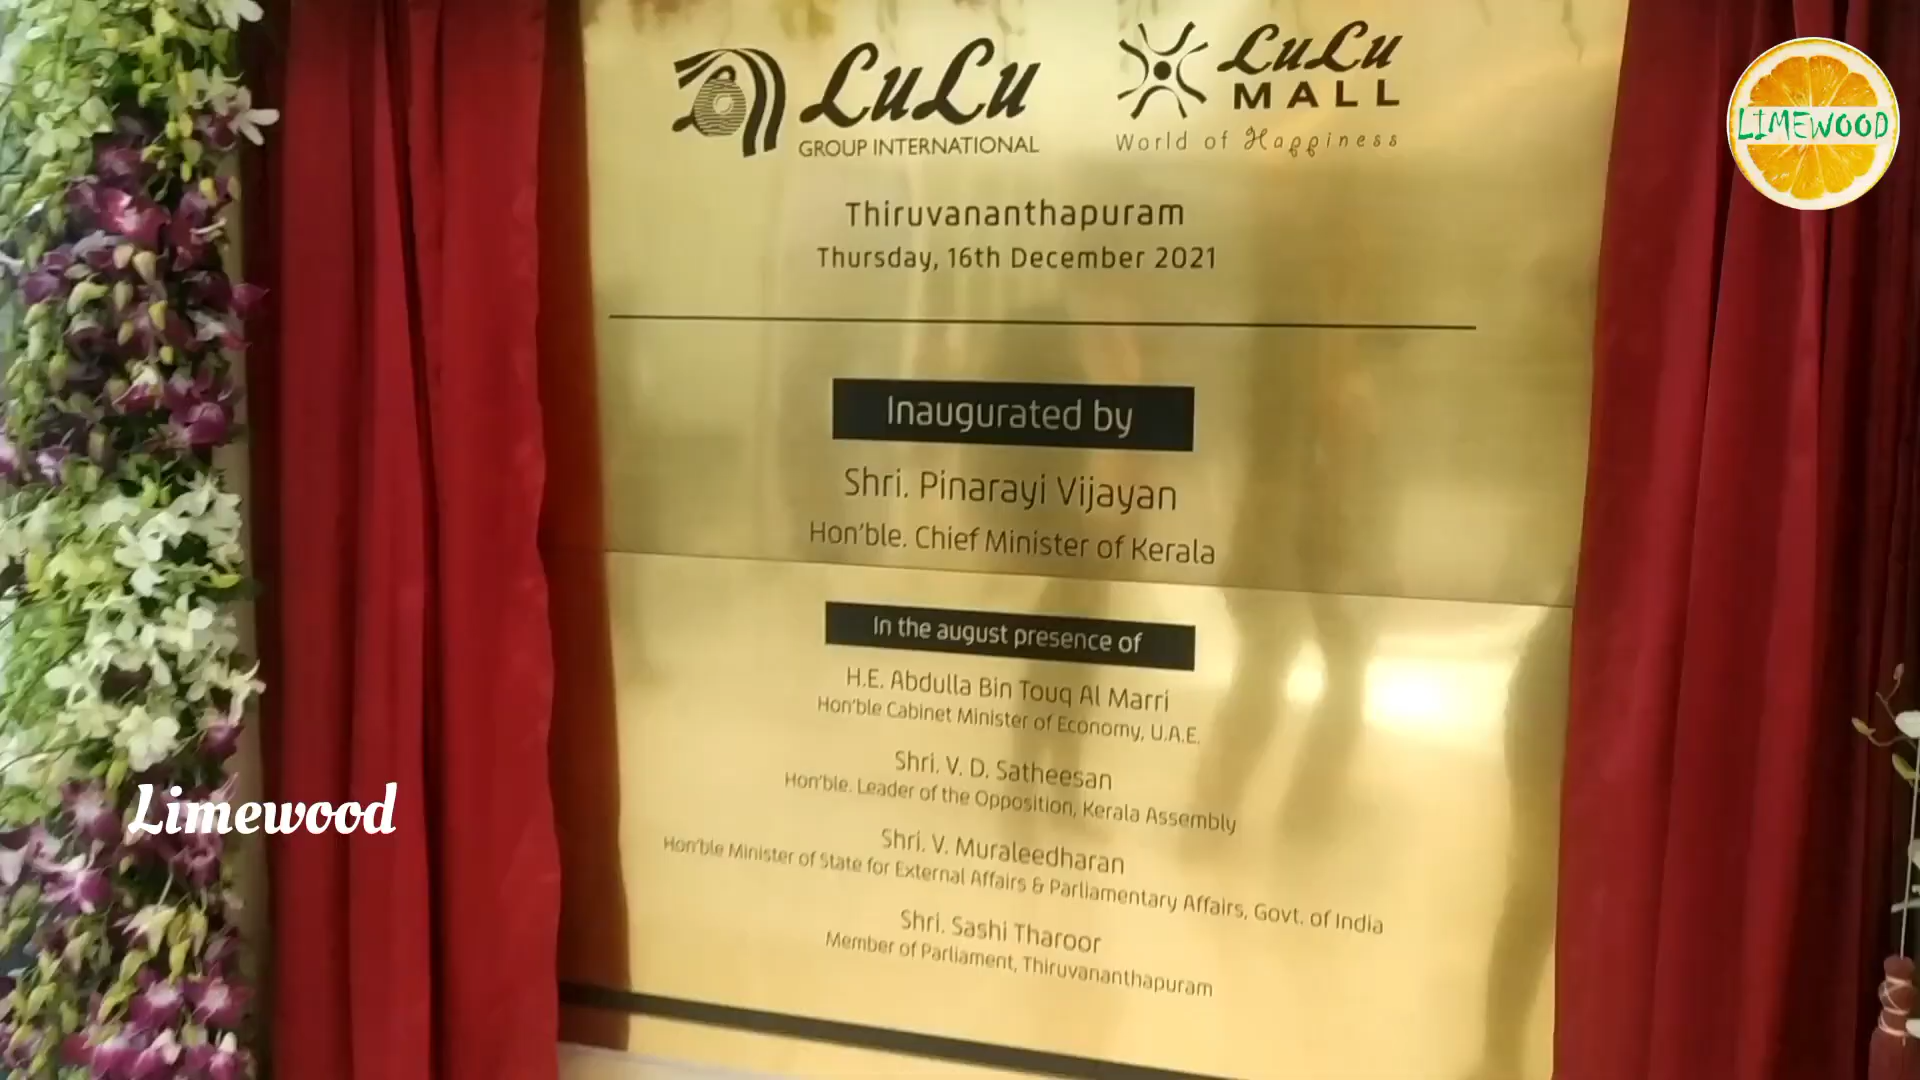 LuLu
GROUP INTERNATIONAL
LuLu
MALL
World of Happiness
LIMEWOOD
Thiruvananthapuram
Thursday, 16th December 2021
Inaugurated by
Shri. Pinarayi Vijayan
Hon'ble. Chief Minister of Kerala
In the august presence of
H.E. Abdulla Bin Touq Al Marri
Hon'ble Cabinet Minister of Economy, U.A.E.
Shri. V. D. Satheesan
Hon'ble. Leader of the Opposition, Kerala Assembly
Shri. V. Muraleedharan
Hon'ble Minister of State for External Affairs & Parliamentary Affairs, Govt. of India
Shri. Sashi Tharoor
Member of Parliament, Thiruvananthapuram
Limewood